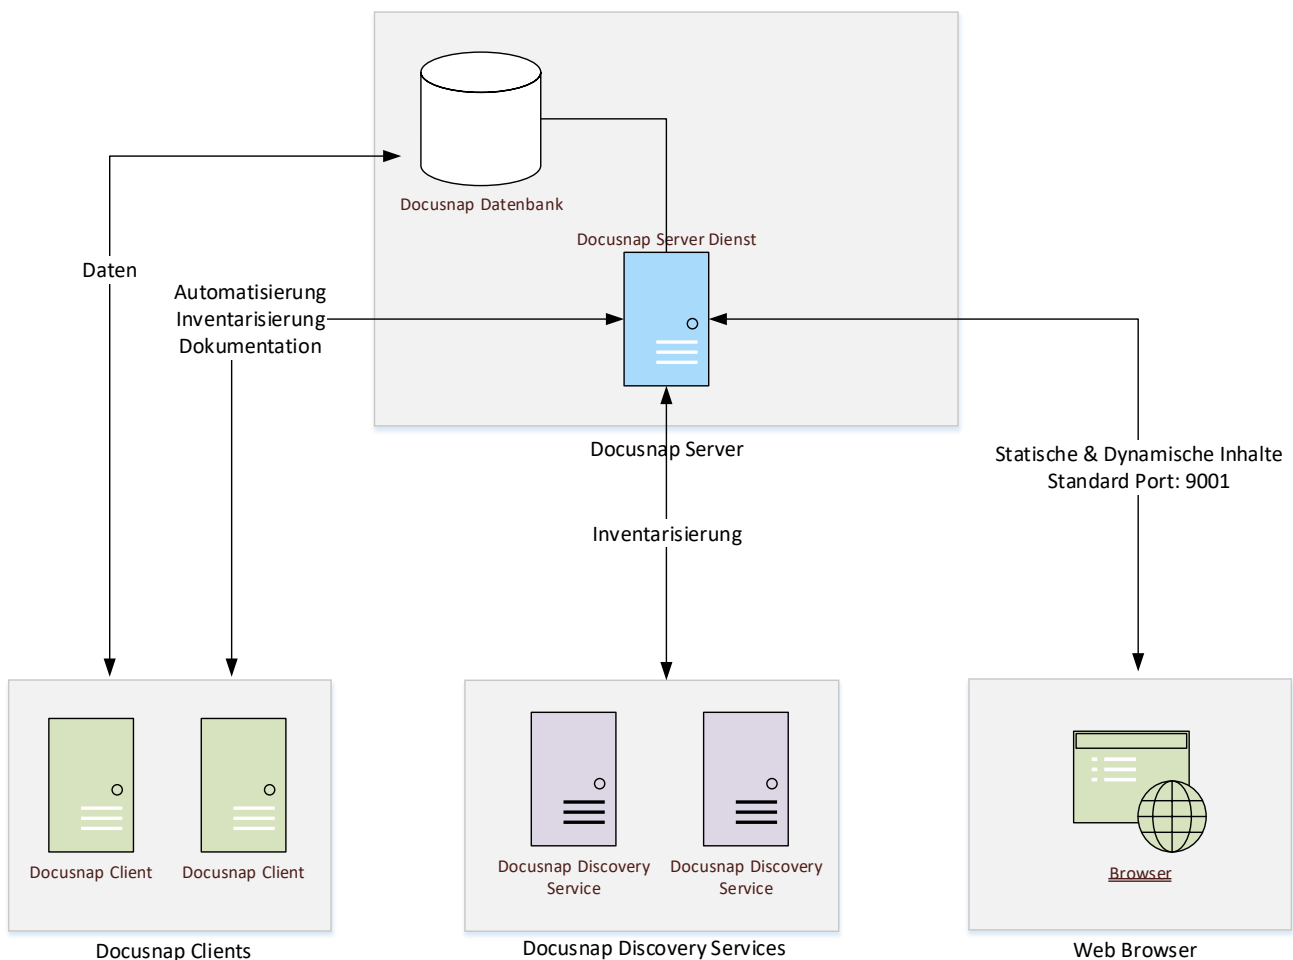 Docusnap Datenbank
Docusnap Server Dienst
Daten
Automatisierung
Inventarisierung
Dokumentation
Docusnap Server
Statische & Dynamische Inhalte
Standard Port: 9001
Inventarisierung
Docusnap Client
Docusnap Client
Docusnap Discovery
Service
Docusnap Discovery
Service
Browser
Docusnap Clients
Docusnap Discovery Services
Web Browser